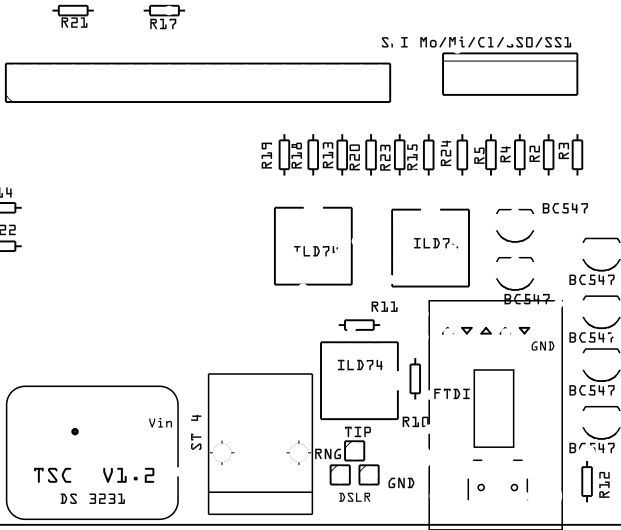 R21
R17
Mo/Mi/Cl/
R19
R18
R13
R20
R23
R15
R24
R5
R4
R2
R3
BC547
BC547
BC547
R11
BC547
GND
ILD74
FTDI
BC547
R10
Vin
ST 4
TIP
BC547
RNG
TSC V1.2
GND
R12
DS 3231
DSLR